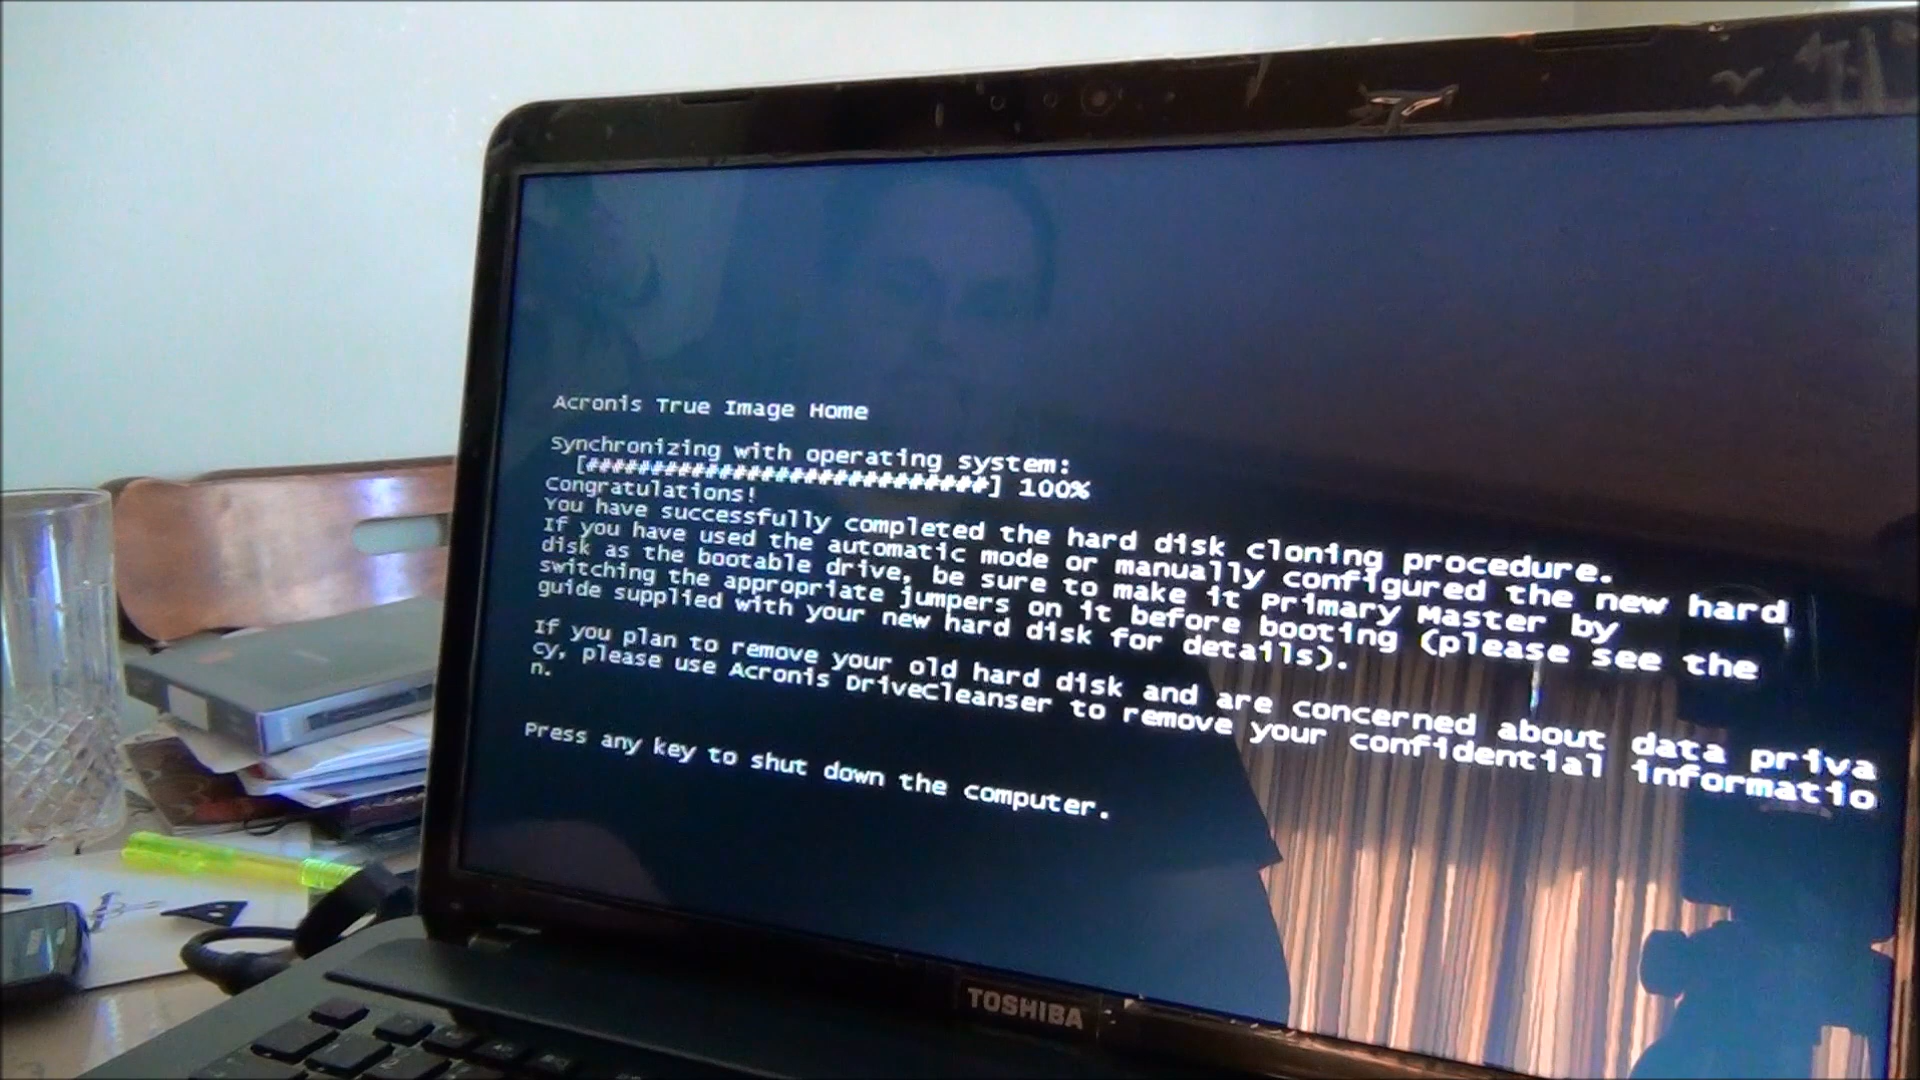 Acronis True Image Home
Synchronizing with operating system:
[############################] 100%
Congratulations!
You have successfully completed the hard disk cloning procedure.
If you have used the automatic mode or manually configured the new hard
disk as the bootable drive, be sure to make it Primary Master by
switching the appropriate jumpers on it before booting (please see the
guide supplied with your new hard disk for details).
If you plan to remove your old hard disk and are concerned about data priva
cy, please use Acronis DriveCleanser to remove your confidential informatio
n.
Press any key to shut down the computer.
TOSHIBA